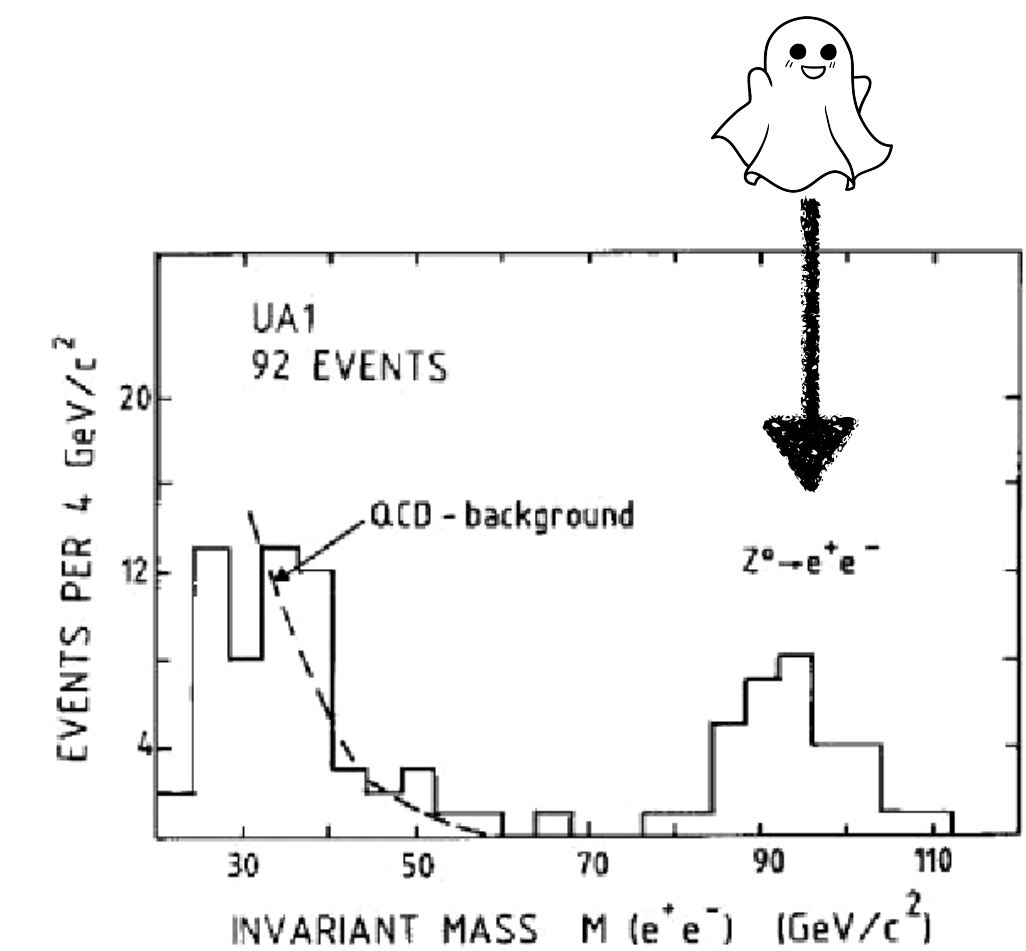 UA1
92 EVENTS
EVENTS PER 4 GeV/c²
20
12
4
QCD - background
Z° → e⁺e⁻
30 50 70 90 110
INVARIANT MASS M (e⁺e⁻) (GeV/c²)